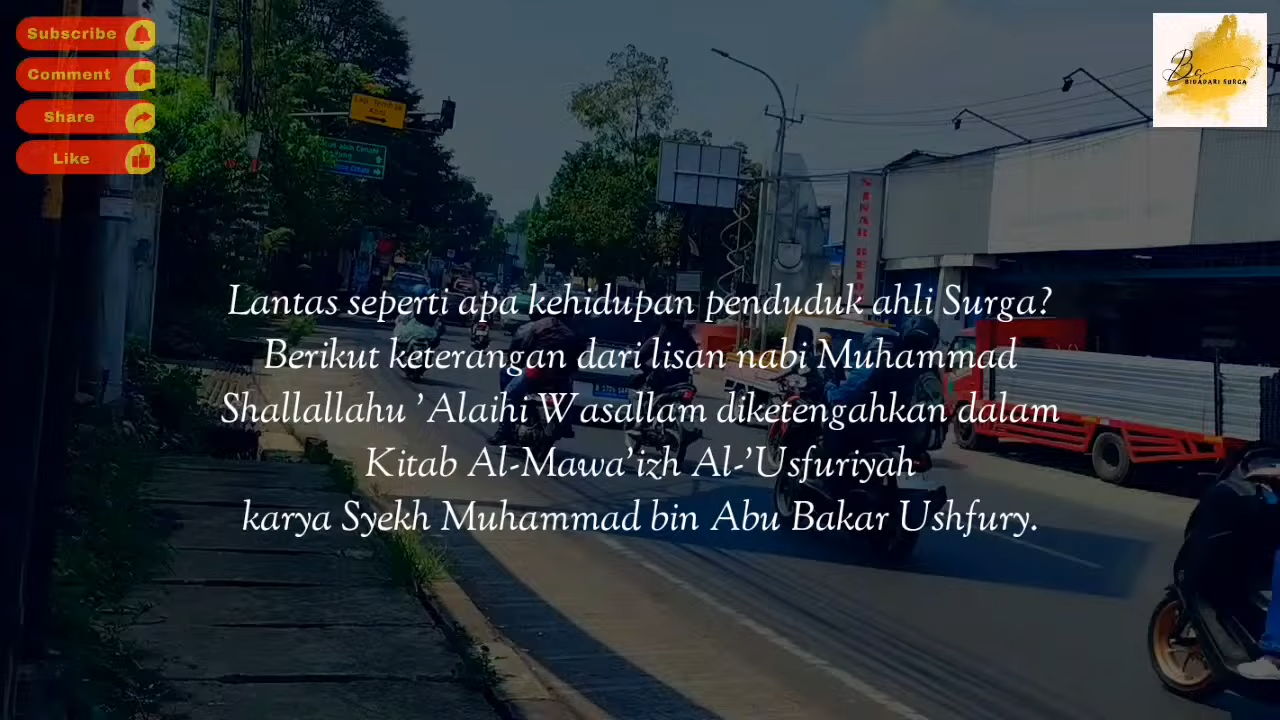 Subscribe
Comment
Share
Like
BIDADARI SURGA
Lantas seperti apa kehidupan penduduk ahli Surga?
Berikut keterangan dari lisan nabi Muhammad
Shallallahu 'Alaihi Wasallam diketengahkan dalam
Kitab Al-Mawa'izh Al-'Usfuriyah
karya Syekh Muhammad bin Abu Bakar Ushfury.